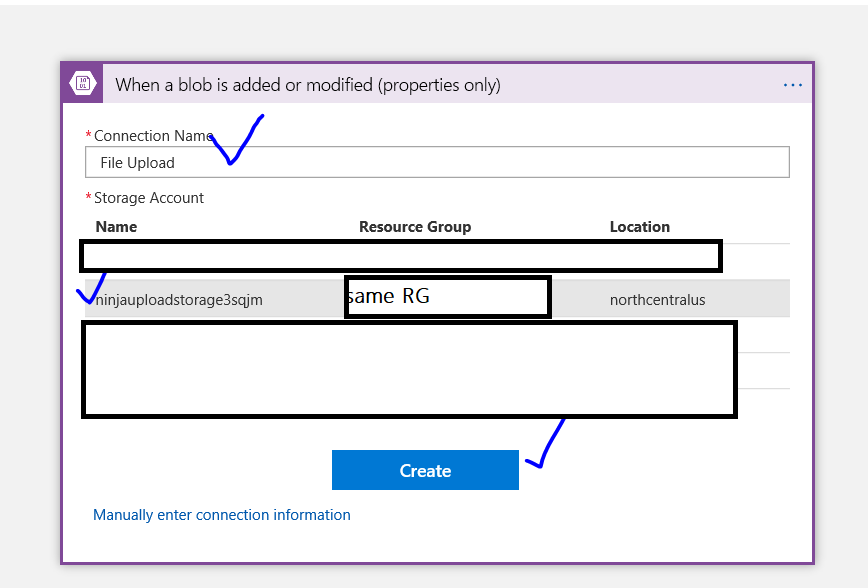 When a blob is added or modified (properties only)
* Connection Name
File Upload
* Storage Account
Name Resource Group Location
ninjauploadstorage3sqjm same RG northcentralus
Create
Manually enter connection information